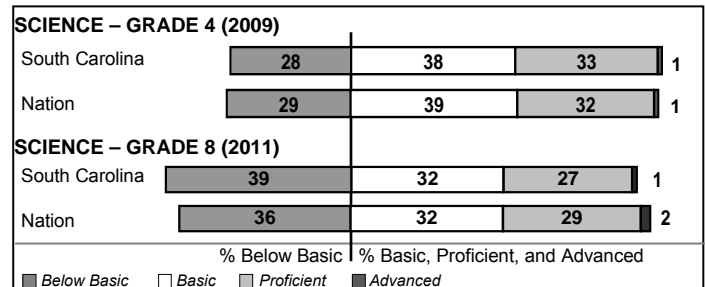 SCIENCE – GRADE 4 (2009)
South Carolina 28 38 33 1
Nation 29 39 32 1
SCIENCE – GRADE 8 (2011)
South Carolina 39 32 27 1
Nation 36 32 29 2
% Below Basic % Basic, Proficient, and Advanced
Below Basic Basic Proficient Advanced